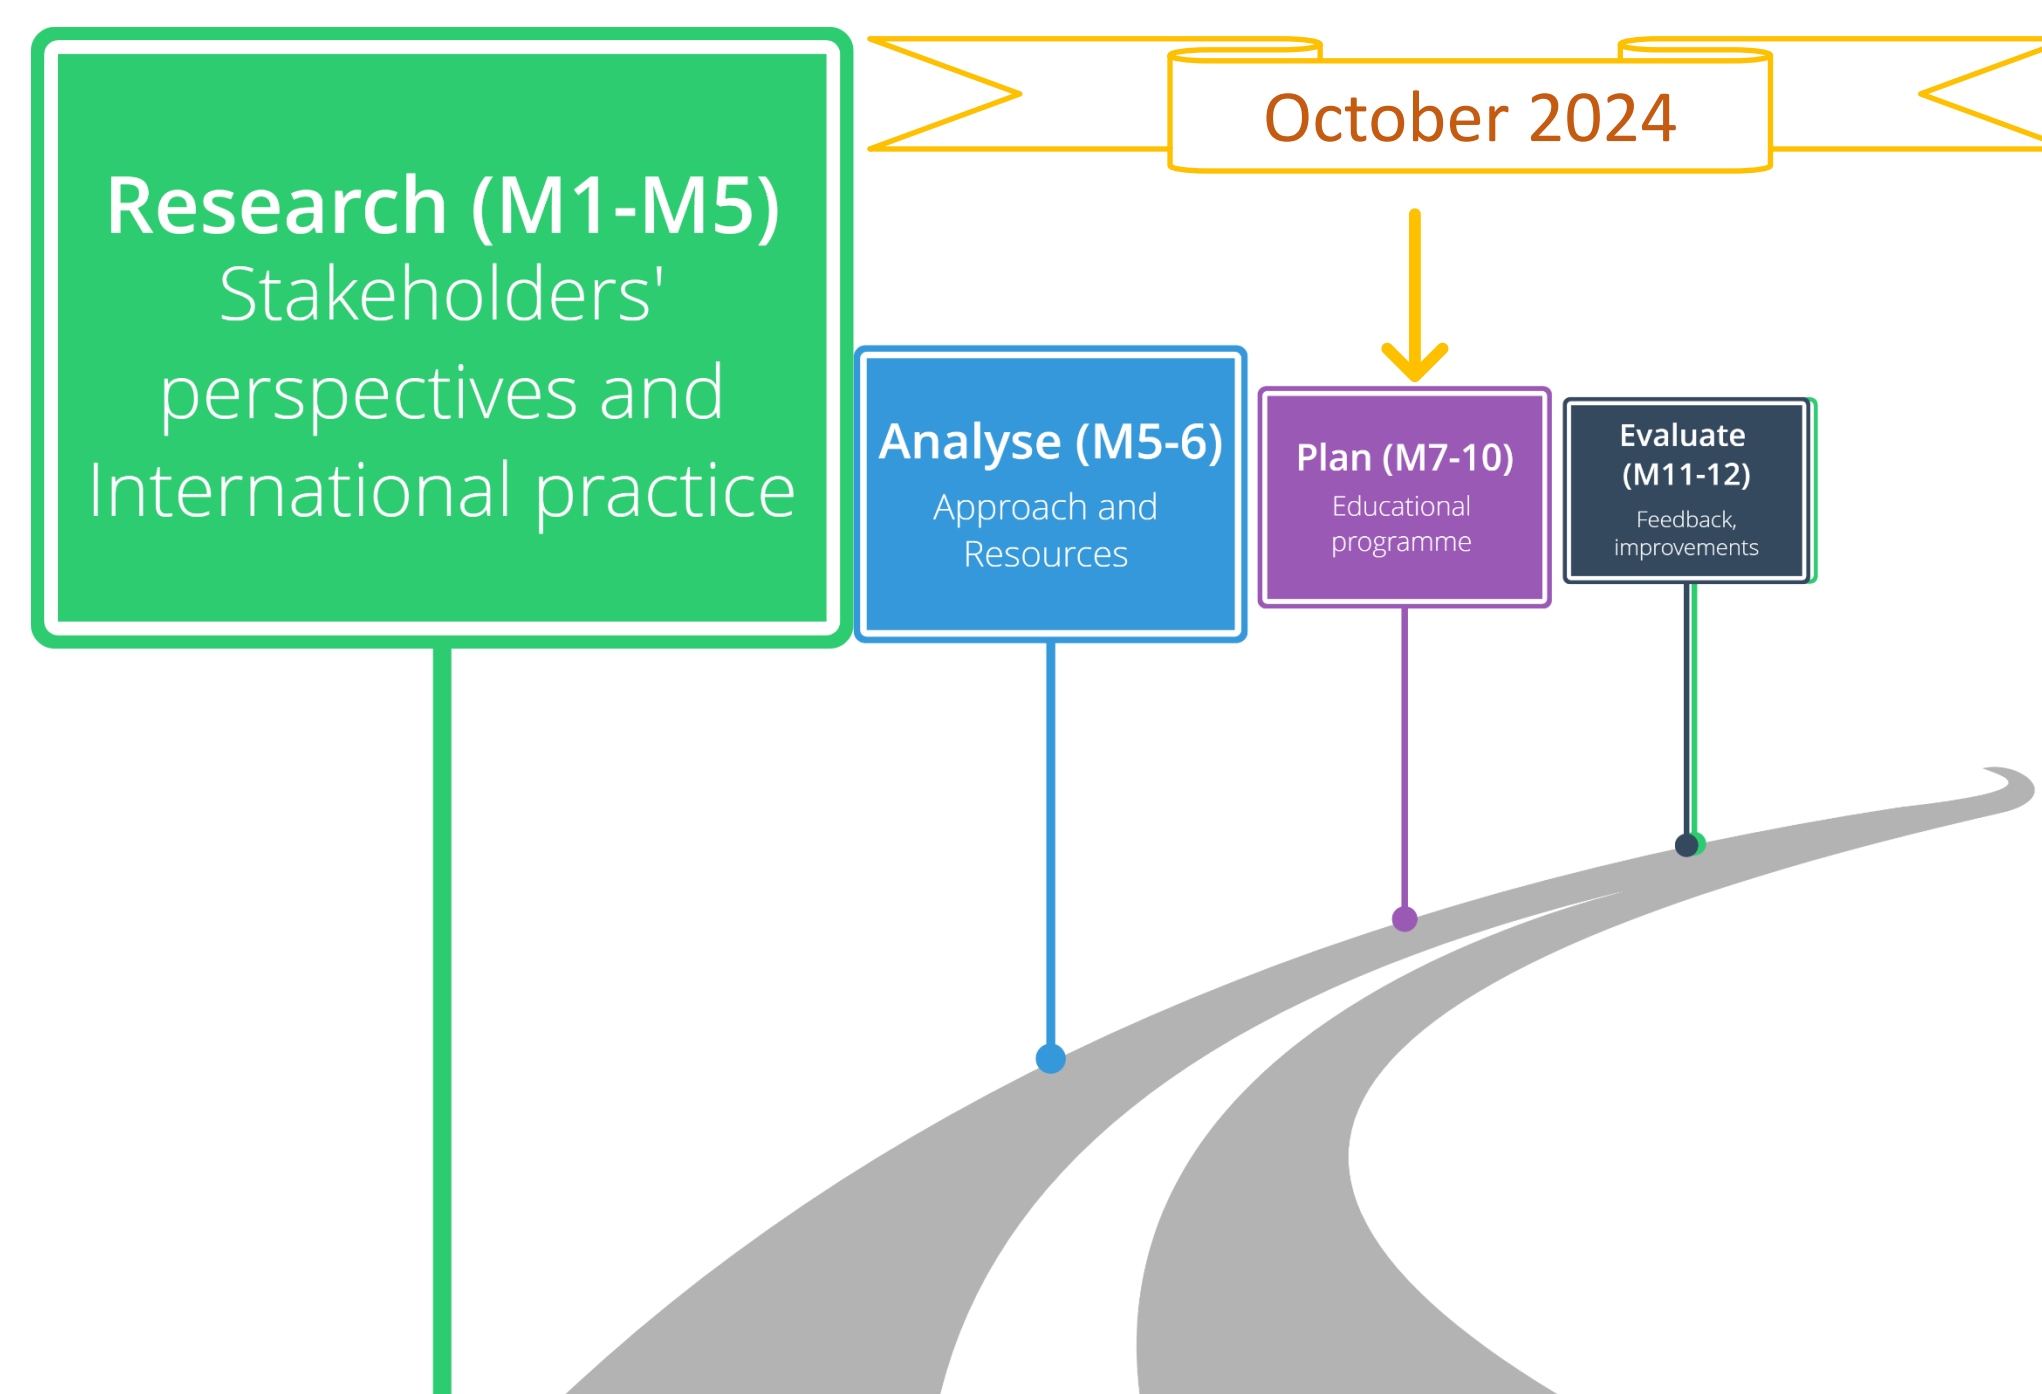 Research (M1-M5)
Stakeholders'
perspectives and
International practice
October 2024
Analyse (M5-6)
Approach and
Resources
Plan (M7-10)
Educational
programme
Evaluate
(M11-12)
Feedback,
improvements